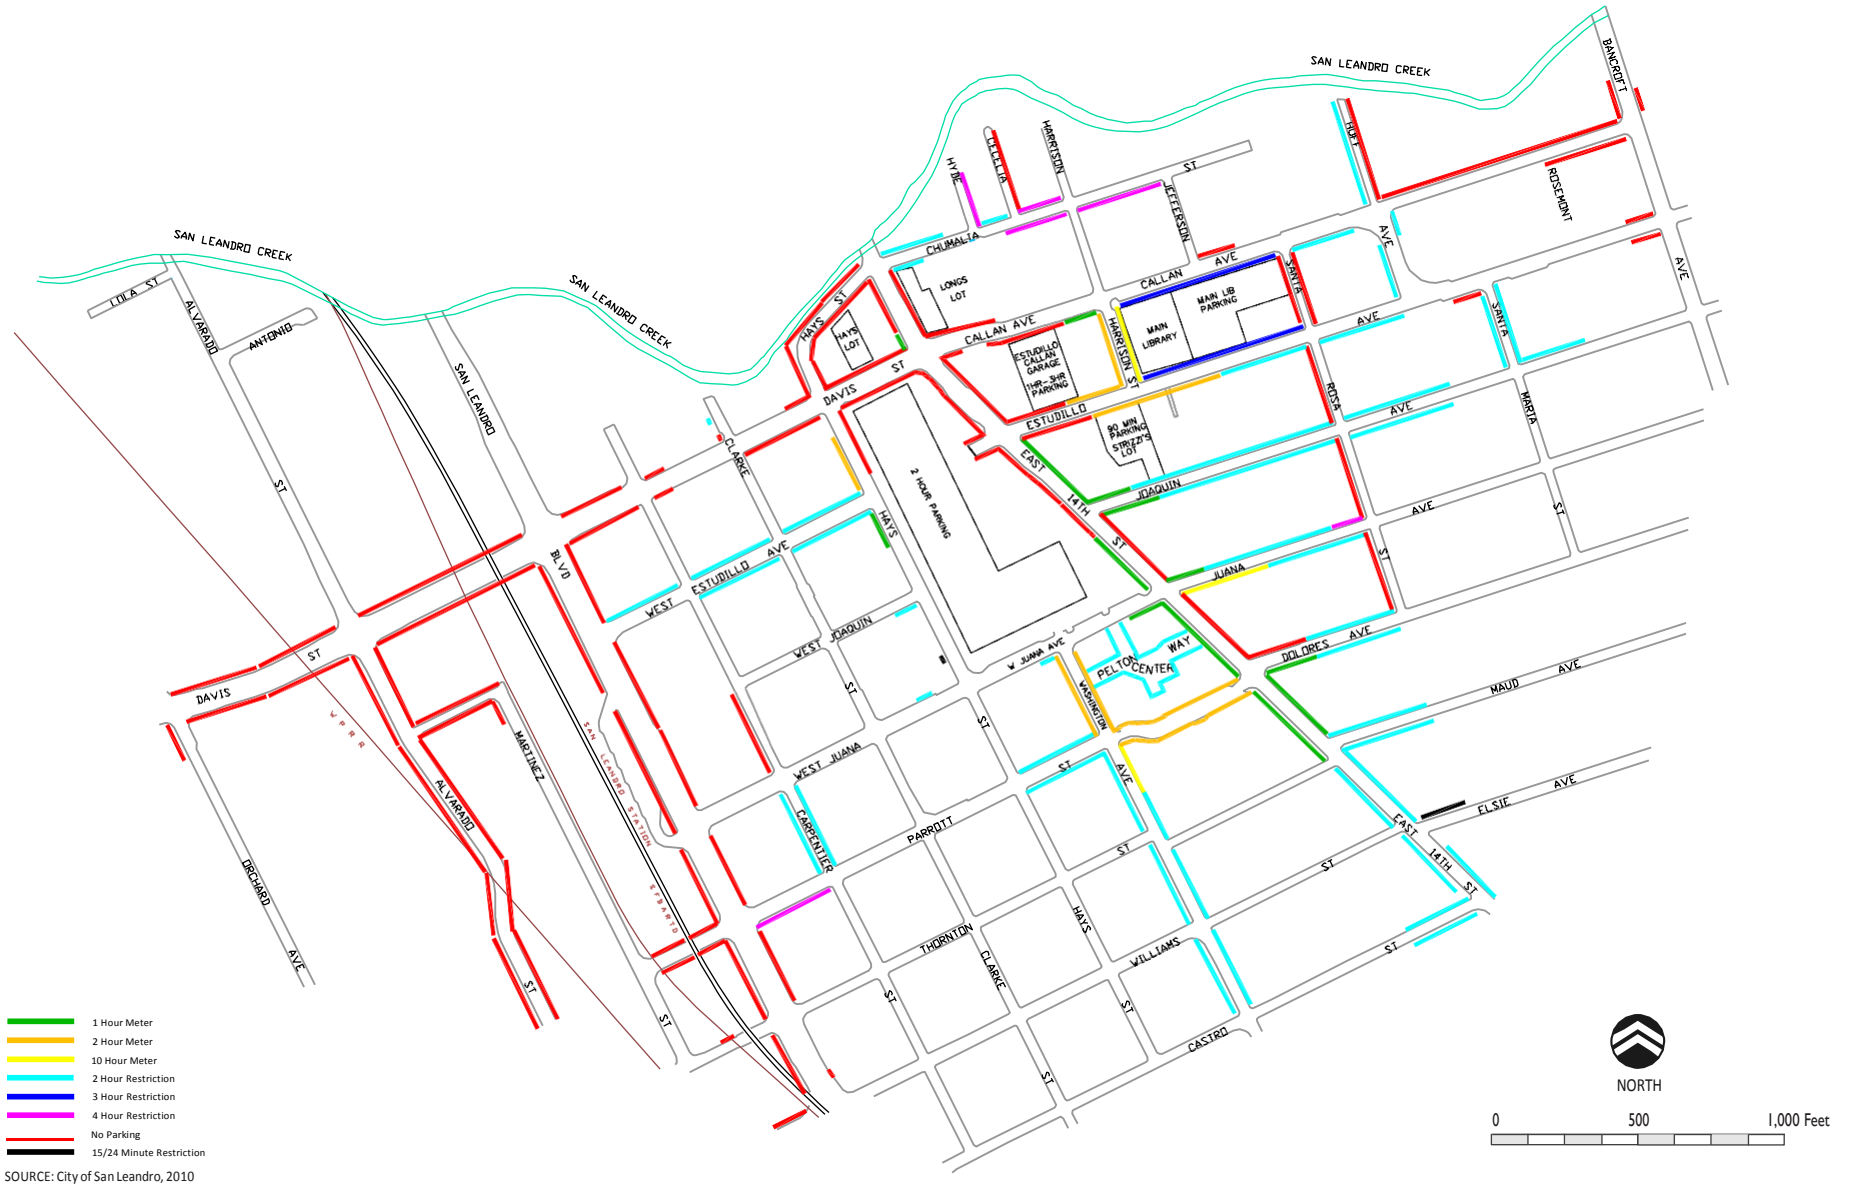 SAN LEANDRO CREEK
BANCROFT
SAN LEANDRO CREEK
LOLA ST
ALVARADO
ANTONIO
SAN LEANDRO CREEK
HYDE
CECELIA
HARRISON
ST
JEFFERSON
HUFF
ROSEMONT
CHUMALIA
LONGS
LOT
CALLAN
AVE
SANTA
AVE
AVE
HAYS
ST
HAYS
LOT
CALLAN AVE
HARRISON
ST
MAIN LIB
PARKING
MAIN
LIBRARY
AVE
SANTA
ESTUDILLO
CALLAN
GARAGE
1HR-3HR
PARKING
SAN LEANDRO
DAVIS
ST
ESTUDILLO
ROSA
AVE
MARIA
90 MIN
PARKING
STRIZZI'S
LOT
CLARKE
EAST
14TH
ST
JOAQUIN
2 HOUR PARKING
ST
HAYS
AVE
ST
BLVD
WEST
ESTUDILLO
AVE
JUANA
ST
WEST
JOAQUIN
W JUANA AVE
PELTON
CENTER
WAY
DOLORES
AVE
DAVIS
ST
WASHINGTON
MAUD
AVE
W P R R
MARTINEZ
SAN LEANDRO STATION
ST
ST
WEST JUANA
ST
AVE
ALVARADO
CARPENTIER
PARROTT
ST
ELSIE
AVE
EAST
14TH
ST
ORCHARD
AVE
SFBARTD
ST
HAYS
THORNTON
CLARKE
WILLIAMS
ST
ST
ST
ST
ST
CASTRO
ST
1 Hour Meter
2 Hour Meter
10 Hour Meter
2 Hour Restriction
3 Hour Restriction
4 Hour Restriction
No Parking
15/24 Minute Restriction
SOURCE: City of San Leandro, 2010
NORTH
0 500 1,000 Feet